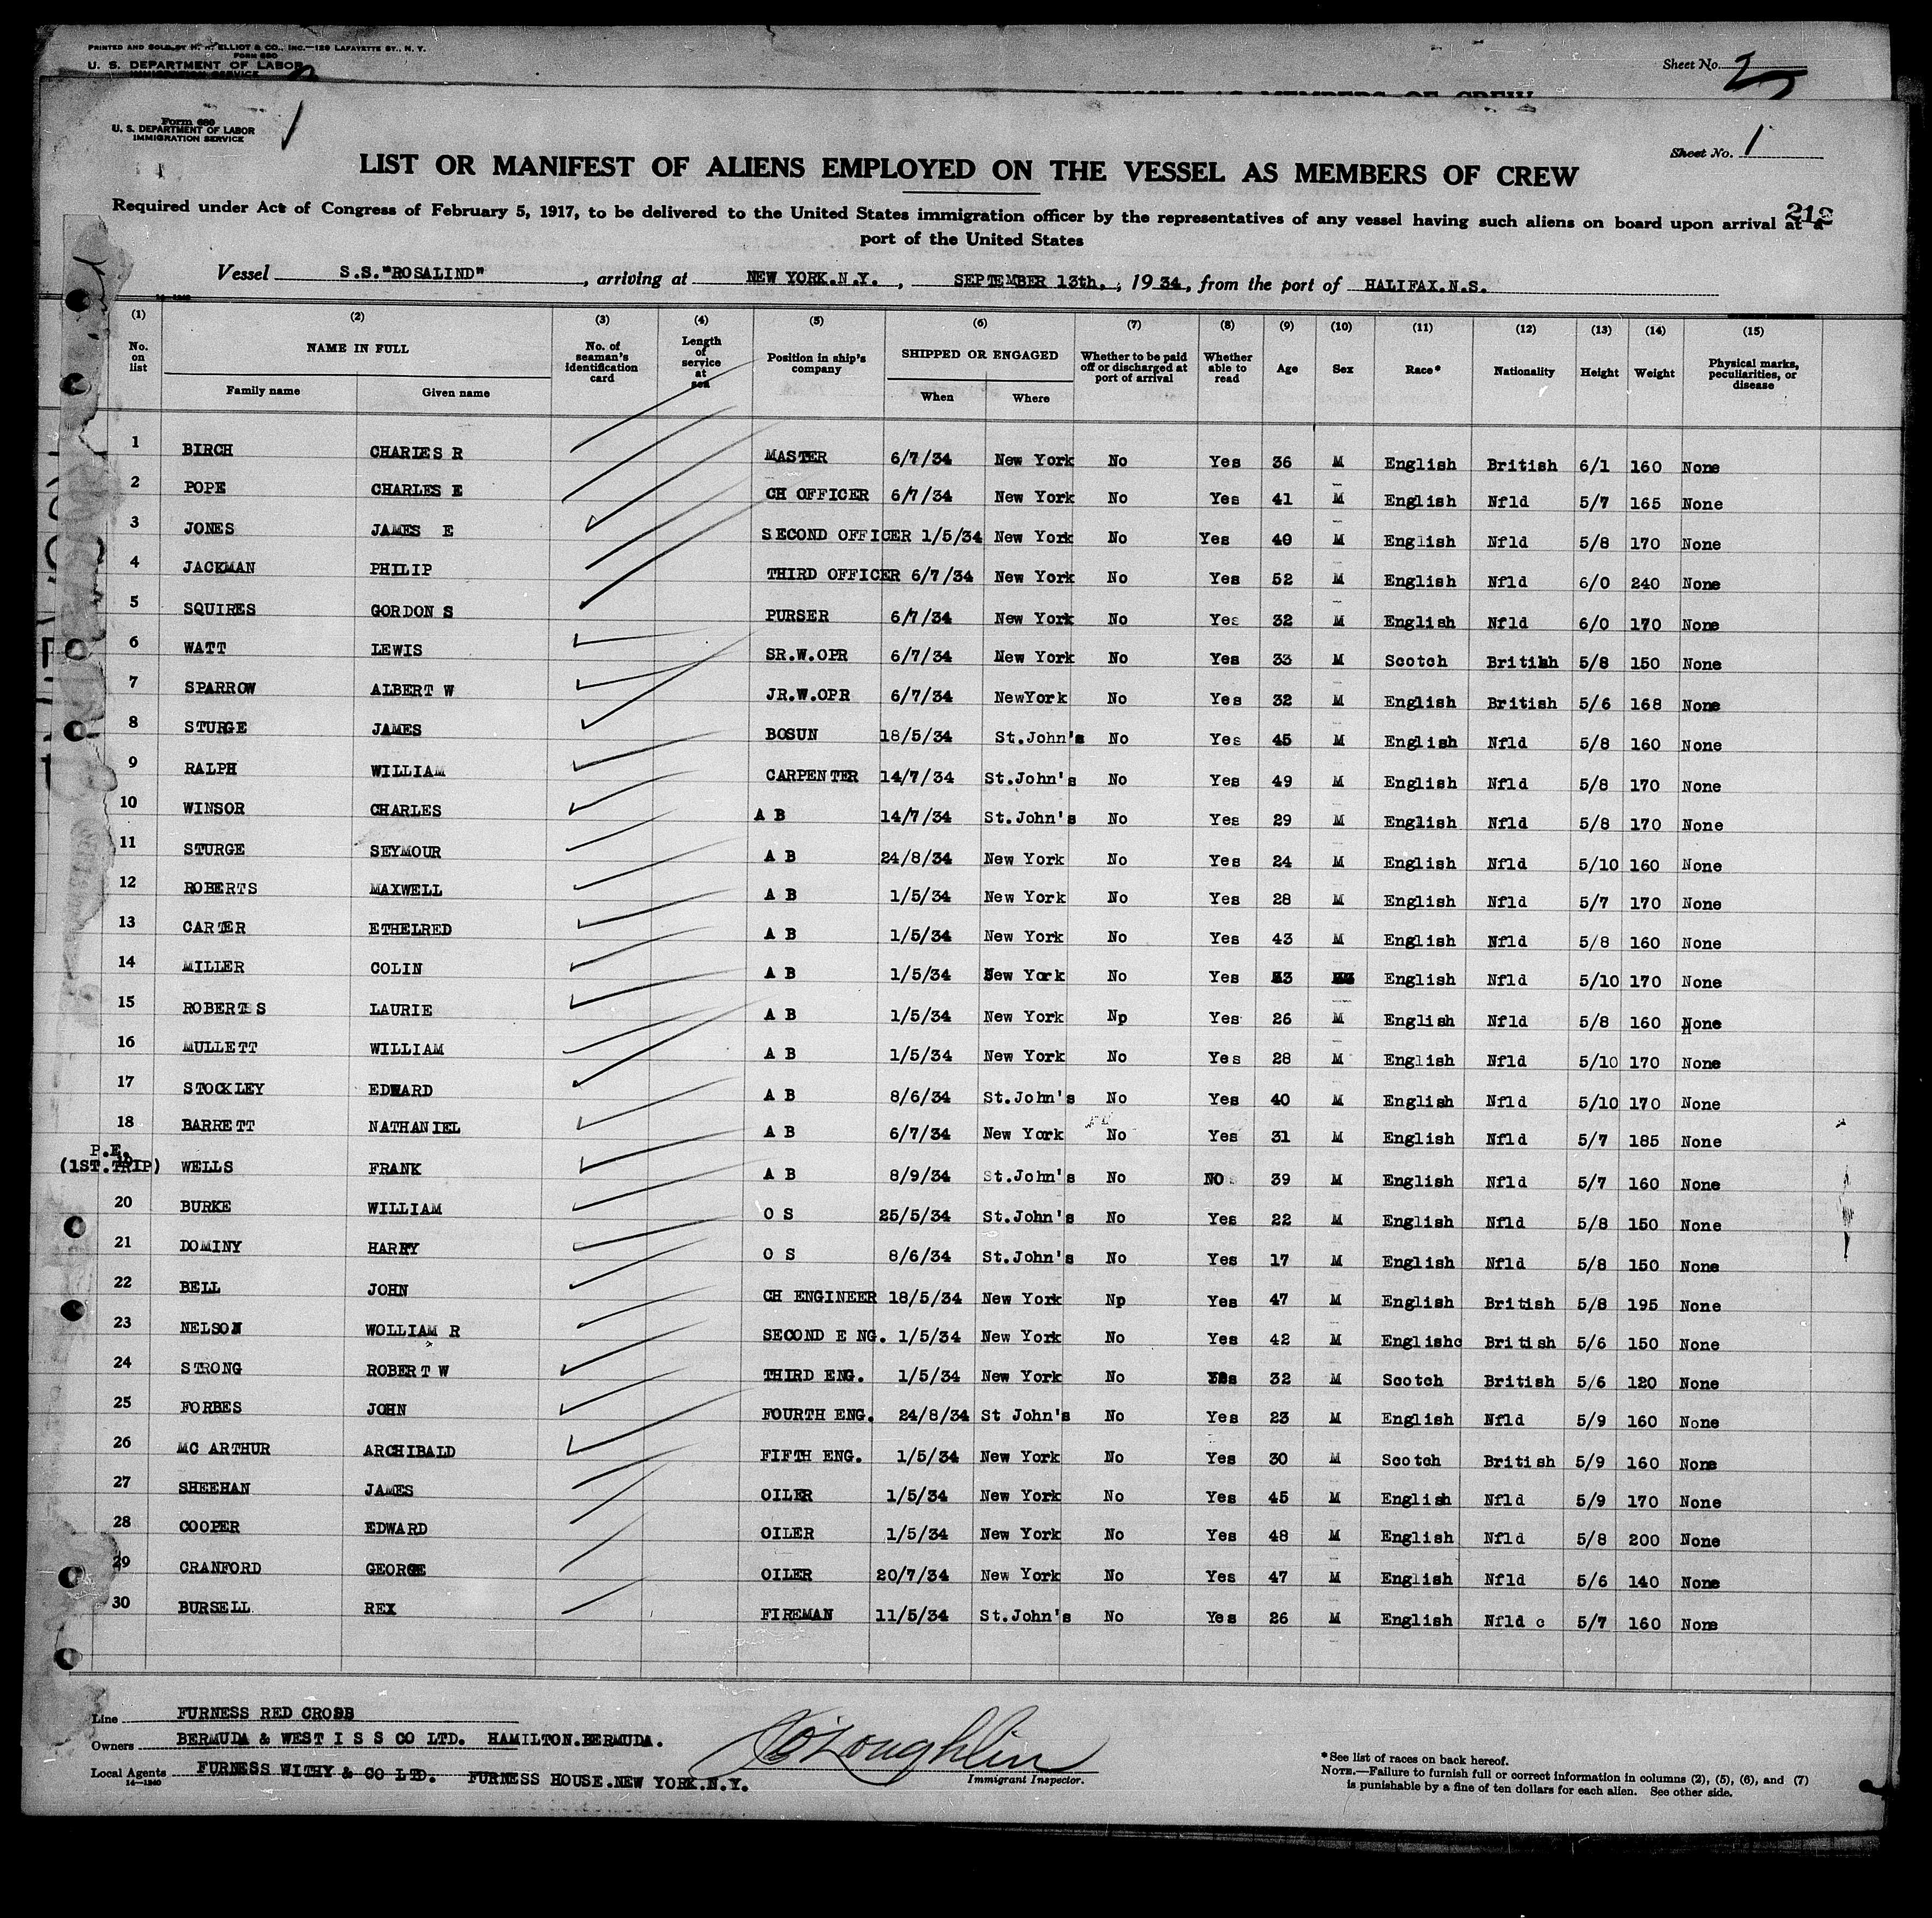 PRINTED AND SOLD BY H. A. ELLIOT & CO., INC.—129 LAFAYETTE ST., N. Y.
FORM 680
U. S. DEPARTMENT OF LABOR
IMMIGRATION SERVICE
Sheet No. 2
Form 680
U. S. DEPARTMENT OF LABOR
IMMIGRATION SERVICE
Sheet No. 1
LIST OR MANIFEST OF ALIENS EMPLOYED ON THE VESSEL AS MEMBERS OF CREW
212
Required under Act of Congress of February 5, 1917, to be delivered to the United States immigration officer by the representatives of any vessel having such aliens on board upon arrival at a
port of the United States
Vessel S.S."ROSALIND" , arriving at NEW YORK.N.Y. , SEPTEMBER 13th. , 19 34, from the port of HALIFAX.N.S.
14—1240
(1) (2) (3) (4) (5) (6) (7) (8) (9) (10) (11) (12) (13) (14) (15)
No. on list NAME IN FULL No. of seaman's identification card Length of service at sea Position in ship's company SHIPPED OR ENGAGED Whether to be paid off or discharged at port of arrival Whether able to read Age Sex Race* Nationality Height Weight Physical marks, peculiarities, or disease
Family name Given name When Where
1 BIRCH CHARLES R MASTER 6/7/34 New York No Yes 36 M English British 6/1 160 None
2 POPE CHARLES E CH OFFICER 6/7/34 New York No Yes 41 M English Nfld 5/7 165 None
3 JONES JAMES E SECOND OFFICER 1/5/34 New York No Yes 40 M English Nfld 5/8 170 None
4 JACKMAN PHILIP THIRD OFFICER 6/7/34 New York No Yes 52 M English Nfld 6/0 240 None
5 SQUIRES GORDON S PURSER 6/7/34 New York No Yes 32 M English Nfld 6/0 170 None
6 WATT LEWIS SR.W.OPR 6/7/34 New York No Yes 33 M Scotch British 5/8 150 None
7 SPARROW ALBERT W JR.W.OPR 6/7/34 NewYork No Yes 32 M English British 5/6 168 None
8 STURGE JAMES BOSUN 18/5/34 St.John's No Yes 45 M English Nfld 5/8 160 None
9 RALPH WILLIAM CARPENTER 14/7/34 St.John's No Yes 49 M English Nfld 5/8 170 None
10 WINSOR CHARLES A B 14/7/34 St.John's No Yes 29 M English Nfld 5/8 170 None
11 STURGE SEYMOUR A B 24/8/34 New York No Yes 24 M English Nfld 5/10 160 None
12 ROBERTS MAXWELL A B 1/5/34 New York No Yes 28 M English Nfld 5/7 170 None
13 CARTER ETHELRED A B 1/5/34 New York No Yes 43 M English Nfld 5/8 160 None
14 MILLER COLIN A B 1/5/34 New York No Yes English Nfld 5/10 170 None
15 ROBERTS LAURIE A B 1/5/34 New York Np Yes 26 M English Nfld 5/8 160 None
16 MULLETT WILLIAM A B 1/5/34 New York No Yes 28 M English Nfld 5/10 170 None
17 STOCKLEY EDWARD A B 8/6/34 St.John's No Yes 40 M English Nfld 5/10 170 None
18 BARRETT NATHANIEL A B 6/7/34 New York No Yes 31 M English Nfld 5/7 185 None
P.E.
(1ST.TRIP) 19 WELLS FRANK A B 8/9/34 St.John's No NO 39 M English Nfld 5/7 160 None
20 BURKE WILLIAM O S 25/5/34 St.John's No Yes 22 M English Nfld 5/8 150 None
21 DOMINY HARRY O S 8/6/34 St.John's No Yes 17 M English Nfld 5/8 150 None
22 BELL JOHN CH ENGINEER 18/5/34 New York Np Yes 47 M English British 5/8 195 None
23 NELSON WOLLIAM R SECOND ENG. 1/5/34 New York No Yes 42 M Englishc British 5/6 150 None
24 STRONG ROBERT W THIRD ENG. 1/5/34 New York No Yes 32 M Scotch British 5/6 120 None
25 FORBES JOHN FOURTH ENG. 24/8/34 St John's No Yes 23 M English Nfld 5/9 160 None
26 MC ARTHUR ARCHIBALD FIFTH ENG. 1/5/34 New York No Yes 30 M Scotch British 5/9 160 None
27 SHEEHAN JAMES OILER 1/5/34 New York No Yes 45 M English Nfld 5/9 170 None
28 COOPER EDWARD OILER 1/5/34 New York No Yes 48 M English Nfld 5/8 200 None
29 CRANFORD GEORGE OILER 20/7/34 New York No Yes 47 M English Nfld 5/6 140 None
30 BURSELL REX FIREMAN 11/5/34 St.John's No Yes 26 M English Nfld c 5/7 160 None
Line FURNESS RED CROSS
Owners BERMUDA & WEST I S S CO LTD. HAMILTON.BERMUDA.
Local Agents FURNESS WITHY & CO LTD. FURNESS HOUSE.NEW YORK.N.Y.
14—1240
O'Loughlin
Immigrant Inspector.
*See list of races on back hereof.
NOTE.—Failure to furnish full or correct information in columns (2), (5), (6), and (7)
is punishable by a fine of ten dollars for each alien. See other side.